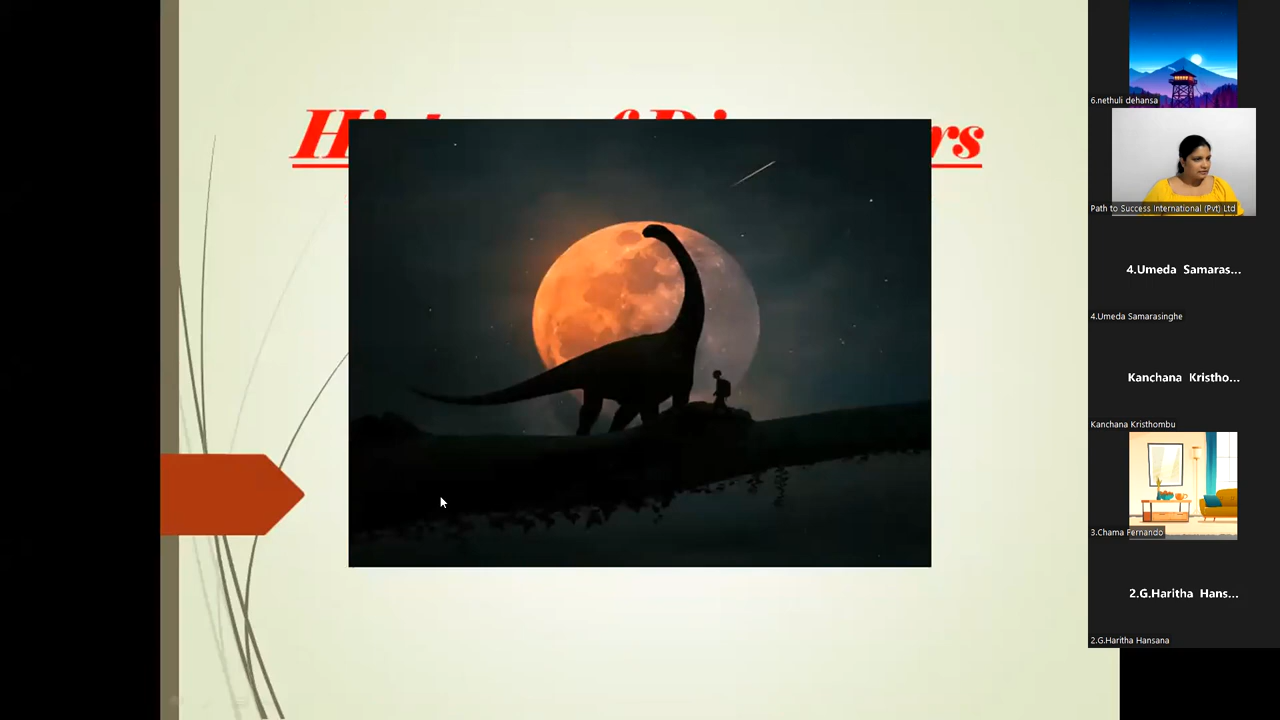 6.nethuli dehansa
Path to Success International (Pvt) Ltd
4.Umeda Samaras...
4.Umeda Samarasinghe
Kanchana Kristho...
Kanchana Kristhombu
3.Chama Fernando
2.G.Haritha Hans...
2.G.Haritha Hansana